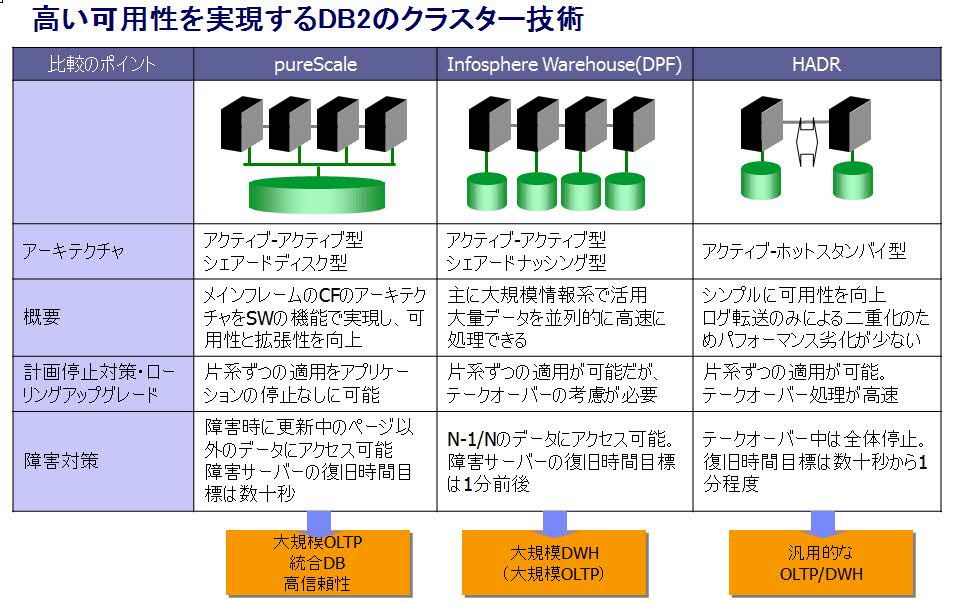 高い可用性を実現するDB2のクラスター技術
比較のポイント
pureScale
Infosphere Warehouse(DPF)
HADR
アーキテクチャ
アクティブ-アクティブ型
シェアードディスク型
アクティブ-アクティブ型
シェアードナッシング型
アクティブ-ホットスタンバイ型
概要
メインフレームのCFのアーキテク
チャをSWの機能で実現し、可
用性と拡張性を向上
主に大規模情報系で活用
大量データを並列的に高速に
処理できる
シンプルに可用性を向上
ログ転送のみによる二重化のた
めパフォーマンス劣化が少ない
計画停止対策・ロー
リングアップグレード
片系ずつの適用をアプリケー
ションの停止なしに可能
片系ずつの適用が可能だが、
テークオーバーの考慮が必要
片系ずつの適用が可能。
テークオーバー処理が高速
障害対策
障害時に更新中のページ以
外のデータにアクセス可能
障害サーバーの復旧時間目
標は数十秒
N-1/Nのデータにアクセス可能。
障害サーバーの復旧時間目標
は1分前後
テークオーバー中は全体停止。
復旧時間目標は数十秒から1
分程度
大規模OLTP
統合DB
高信頼性
大規模DWH
（大規模OLTP）
汎用的な
OLTP/DWH